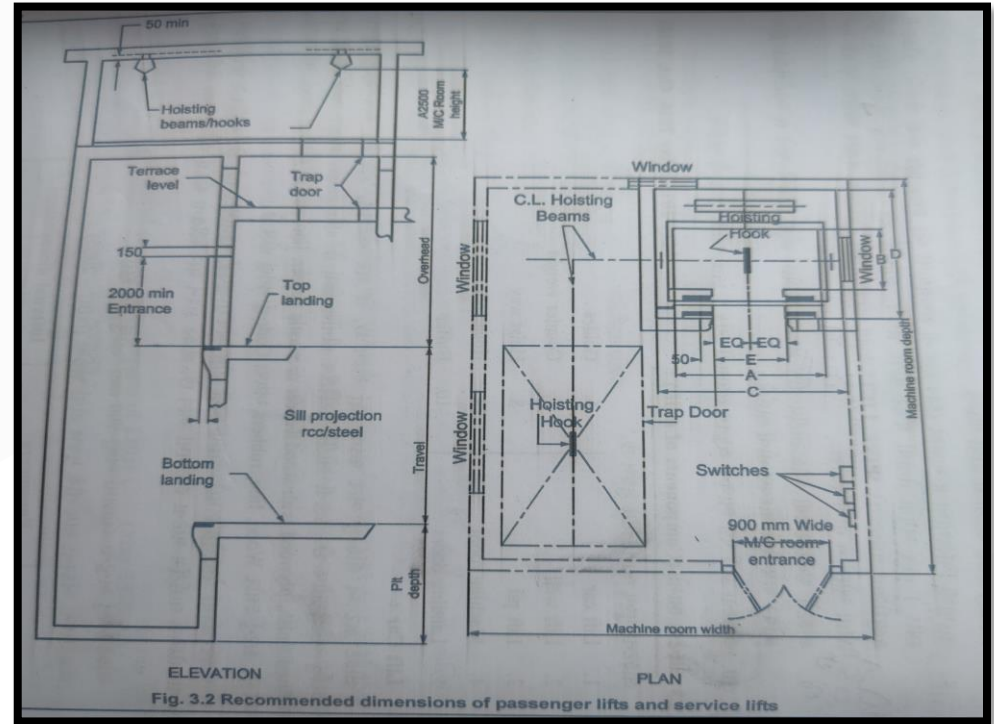 50 min
Hoisting
beams/hooks
A2500
M/C Room
height
Terrace
level
Trap
door
150
2000 min
Entrance
Top
landing
Overhead
Sill projection
rcc/steel
Travel
Bottom
landing
Pit
depth
ELEVATION
Window
C.L. Hoisting
Beams
Hoisting
Hook
Window
Window
B
D
EQ
EQ
50
E
A
C
Machine room depth
Hoisting
Hook
Trap Door
Window
Switches
900 mm Wide
M/C room
entrance
Machine room width
PLAN
Fig. 3.2 Recommended dimensions of passenger lifts and service lifts